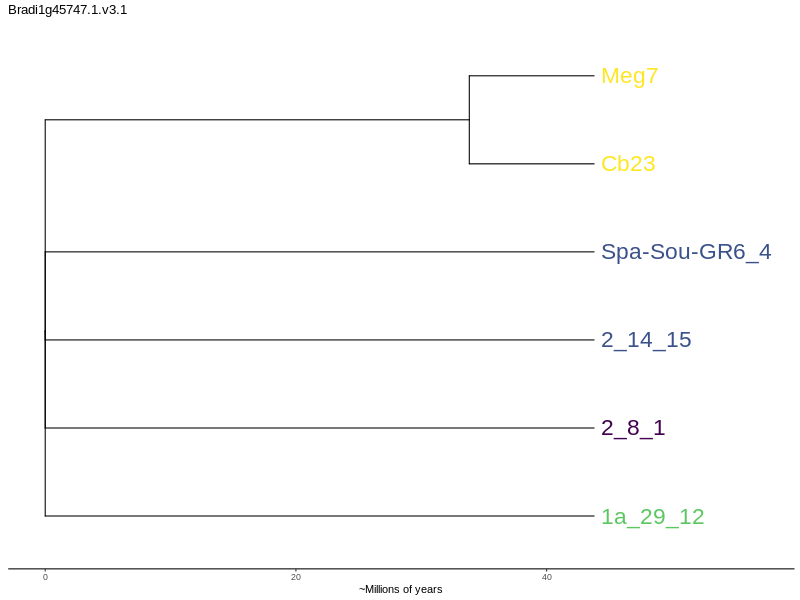 Bradi1g45747.1.v3.1
Meg7
Cb23
Spa-Sou-GR6_4
2_14_15
2_8_1
1a_29_12
0 20 40
~Millions of years